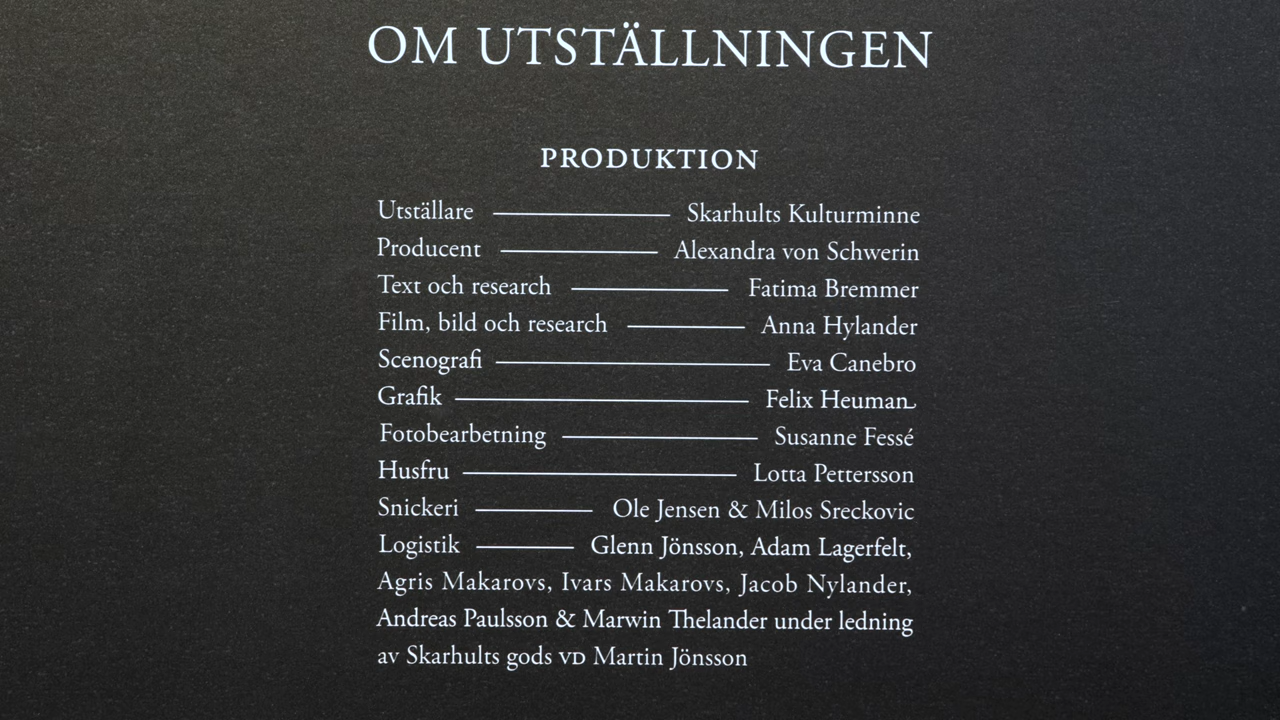 OM UTSTÄLLNINGEN
PRODUKTION
Utställare — Skarhults Kulturminne
Producent — Alexandra von Schwerin
Text och research — Fatima Bremmer
Film, bild och research — Anna Hylander
Scenografi — Eva Canebro
Grafik — Felix Heuman
Fotobearbetning — Susanne Fessé
Husfru — Lotta Pettersson
Snickeri — Ole Jensen & Milos Sreckovic
Logistik — Glenn Jönsson, Adam Lagerfelt,
Agris Makarovs, Ivars Makarovs, Jacob Nylander,
Andreas Paulsson & Marwin Thelander under ledning
av Skarhults gods VD Martin Jönsson